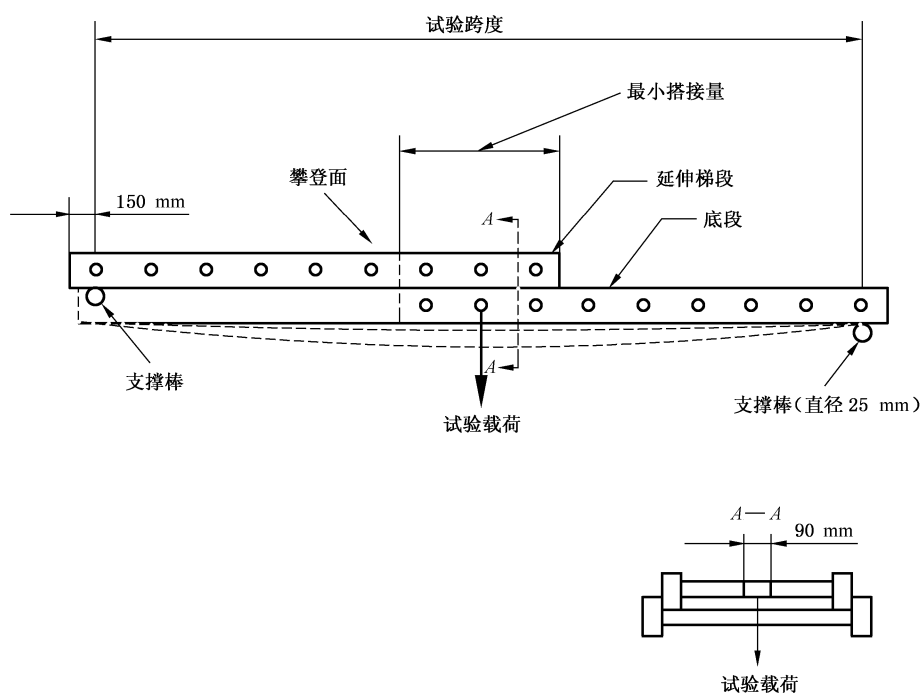 试验跨度
最小搭接量
攀登面
延伸梯段
150 mm
A
底段
A
支撑棒
支撑棒(直径25 mm)
试验载荷
A—A
90 mm
试验载荷